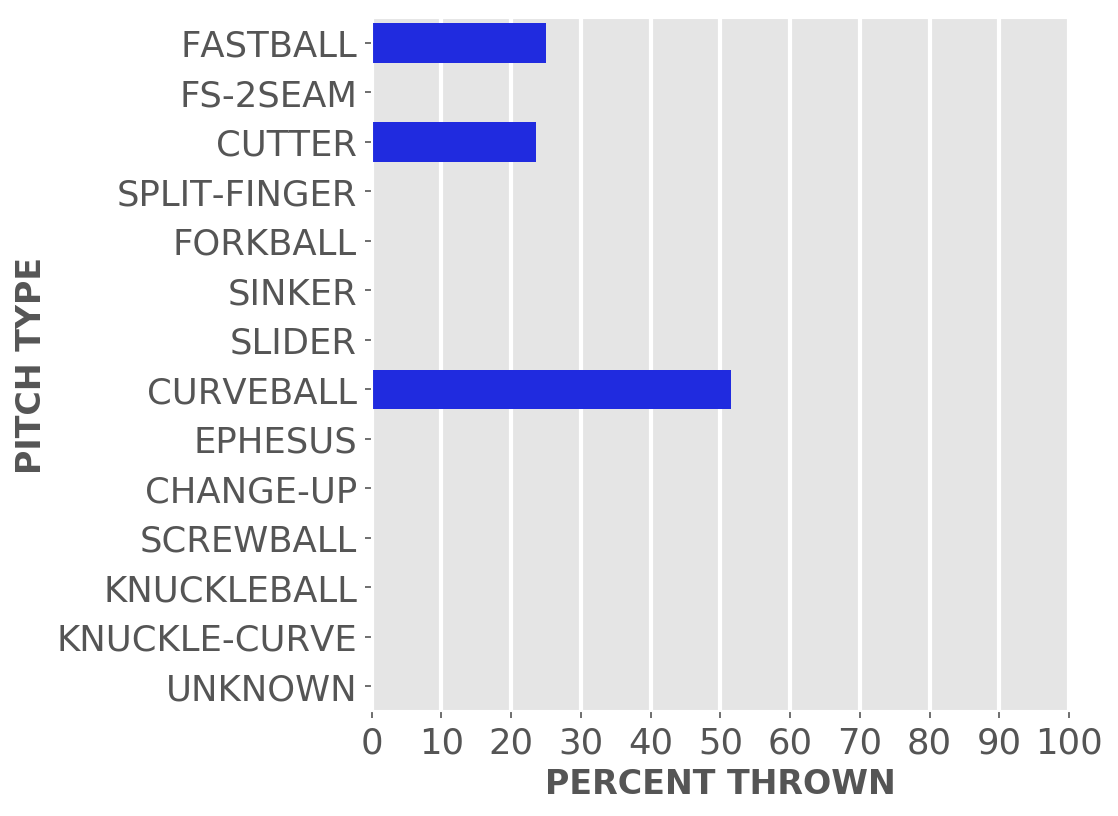 FASTBALL
FS-2SEAM
CUTTER
SPLIT-FINGER
FORKBALL
SINKER
SLIDER
CURVEBALL
EPHESUS
CHANGE-UP
SCREWBALL
KNUCKLEBALL
KNUCKLE-CURVE
UNKNOWN
PITCH TYPE
0 10 20 30 40 50 60 70 80 90 100
PERCENT THROWN